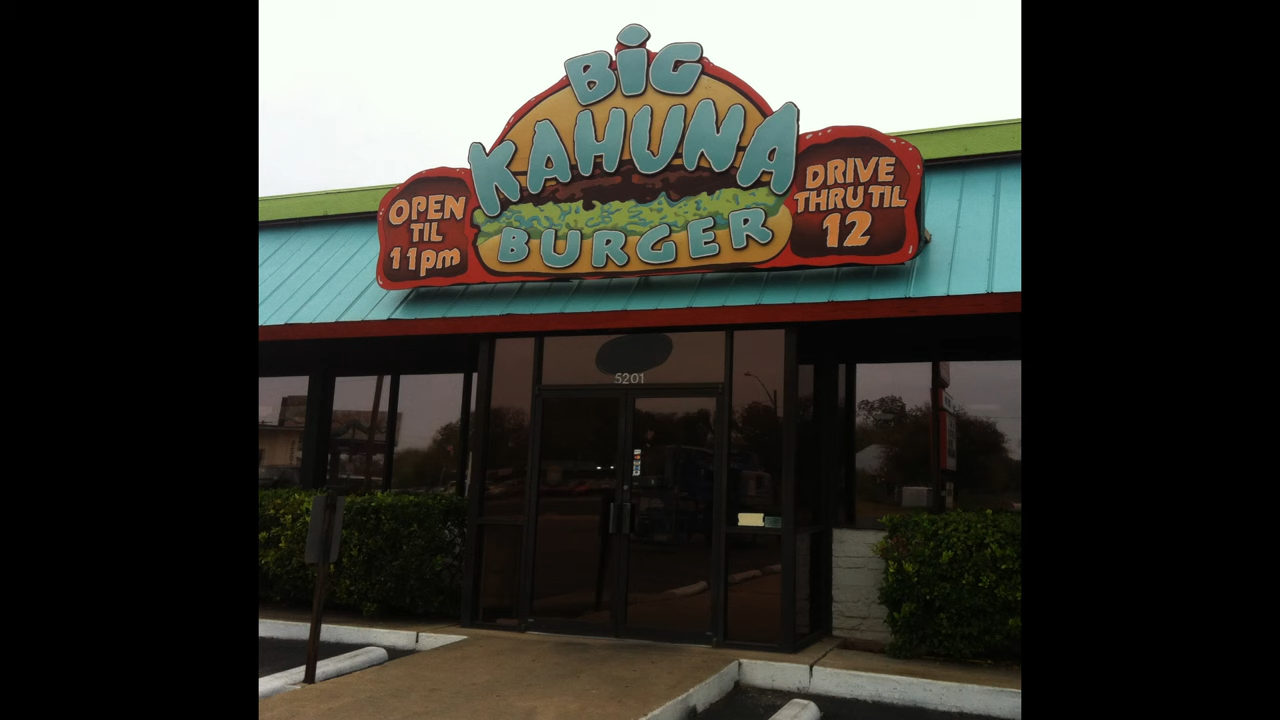 BiG
KAHUNA
BURGER
OPEN
TIL
11pm
DRIVE
THRU TIL
12
5201